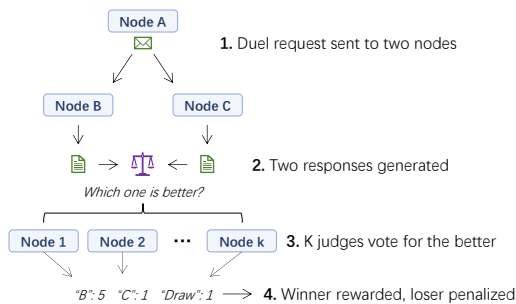 Node A
1. Duel request sent to two nodes
Node B
Node C
2. Two responses generated
Which one is better?
Node 1
Node 2
...
Node k
3. K judges vote for the better
"B": 5 "C": 1 "Draw": 1
4. Winner rewarded, loser penalized